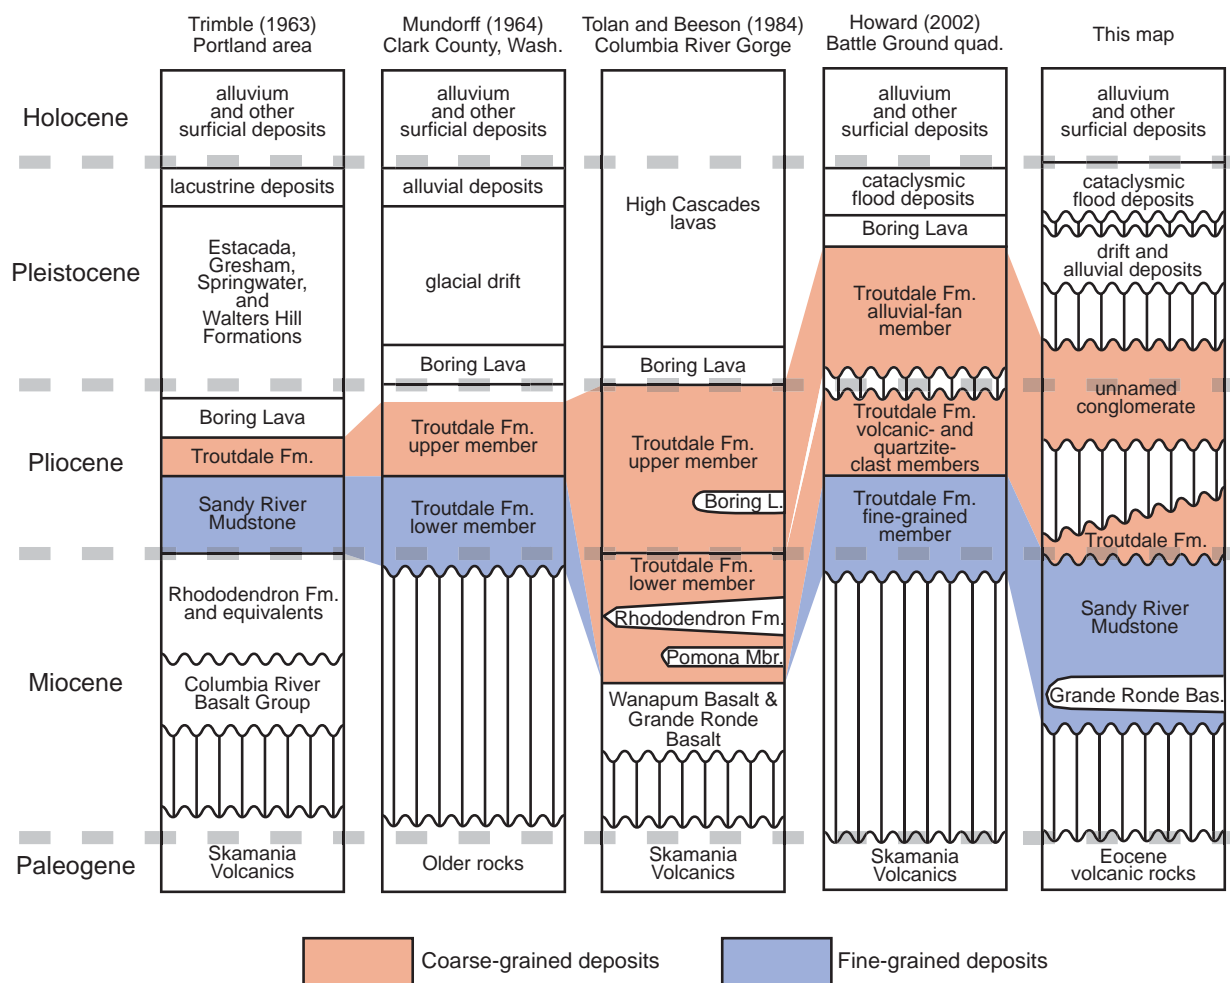 Trimble (1963)
Portland area
Mundorff (1964)
Clark County, Wash.
Tolan and Beeson (1984)
Columbia River Gorge
Howard (2002)
Battle Ground quad.
This map
Holocene
Pleistocene
Pliocene
Miocene
Paleogene
alluvium
and other
surficial deposits
lacustrine deposits
Estacada,
Gresham,
Springwater,
and
Walters Hill
Formations
Boring Lava
Troutdale Fm.
Sandy River
Mudstone
Rhododendron Fm.
and equivalents
Columbia River
Basalt Group
Skamania
Volcanics
alluvium
and other
surficial deposits
alluvial deposits
glacial drift
Boring Lava
Troutdale Fm.
upper member
Troutdale Fm.
lower member
Older rocks
High Cascades
lavas
Boring Lava
Troutdale Fm.
upper member
Boring L.
Troutdale Fm.
lower member
Rhododendron Fm.
Pomona Mbr.
Wanapum Basalt &
Grande Ronde
Basalt
Skamania
Volcanics
alluvium
and other
surficial deposits
cataclysmic
flood deposits
Boring Lava
Troutdale Fm.
alluvial-fan
member
Troutdale Fm.
volcanic- and
quartzite-
clast members
Troutdale Fm.
fine-grained
member
Skamania
Volcanics
alluvium
and other
surficial deposits
cataclysmic
flood deposits
drift and
alluvial deposits
unnamed
conglomerate
Troutdale Fm.
Sandy River
Mudstone
Grande Ronde Bas.
Eocene
volcanic rocks
Coarse-grained deposits
Fine-grained deposits